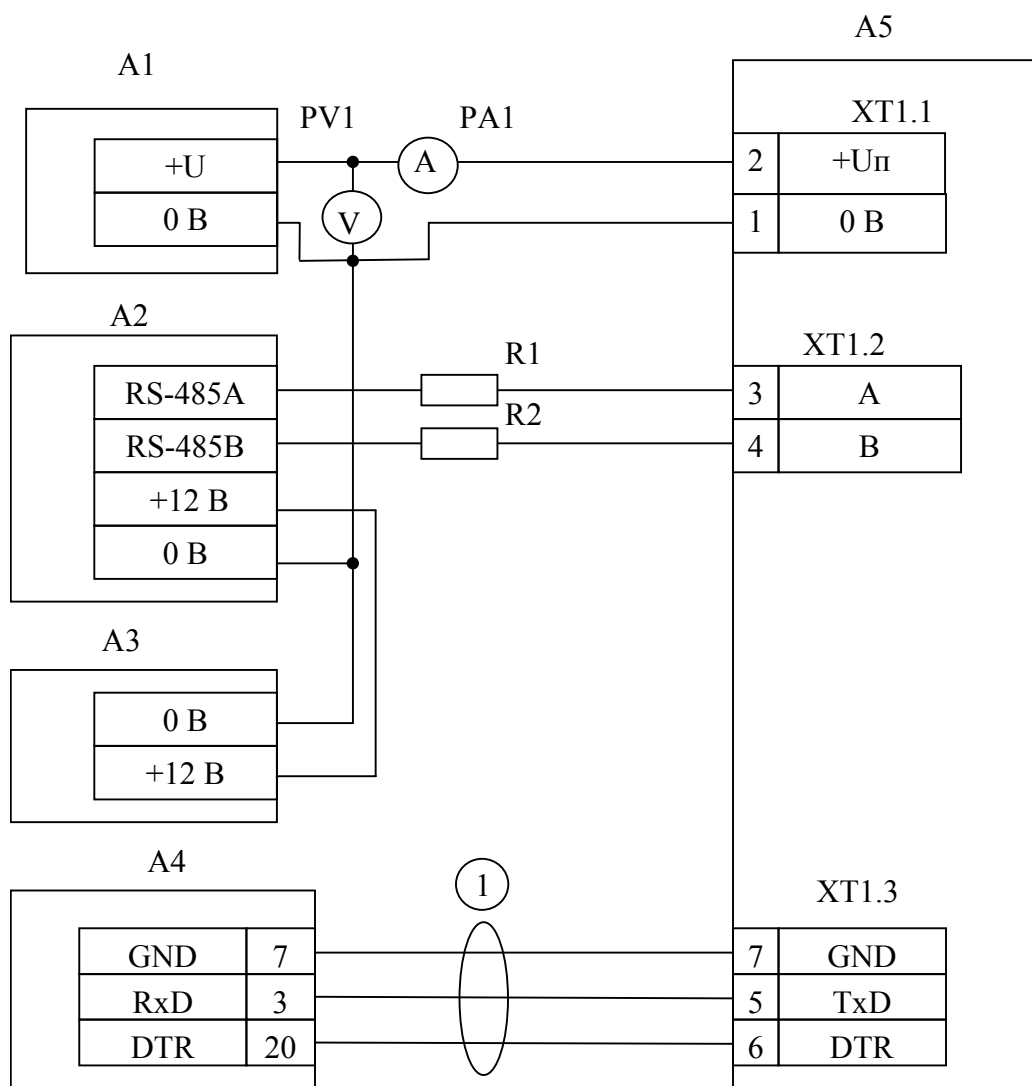 A5
A1
PV1
PA1
XT1.1
+U
A
2
+Uп
0 В
V
1
0 В
A2
R1
XT1.2
RS-485A
3
A
R2
RS-485B
4
B
+12 В
0 В
A3
0 В
+12 В
A4
1
XT1.3
GND 7
7 GND
RxD 3
5 TxD
DTR 20
6 DTR